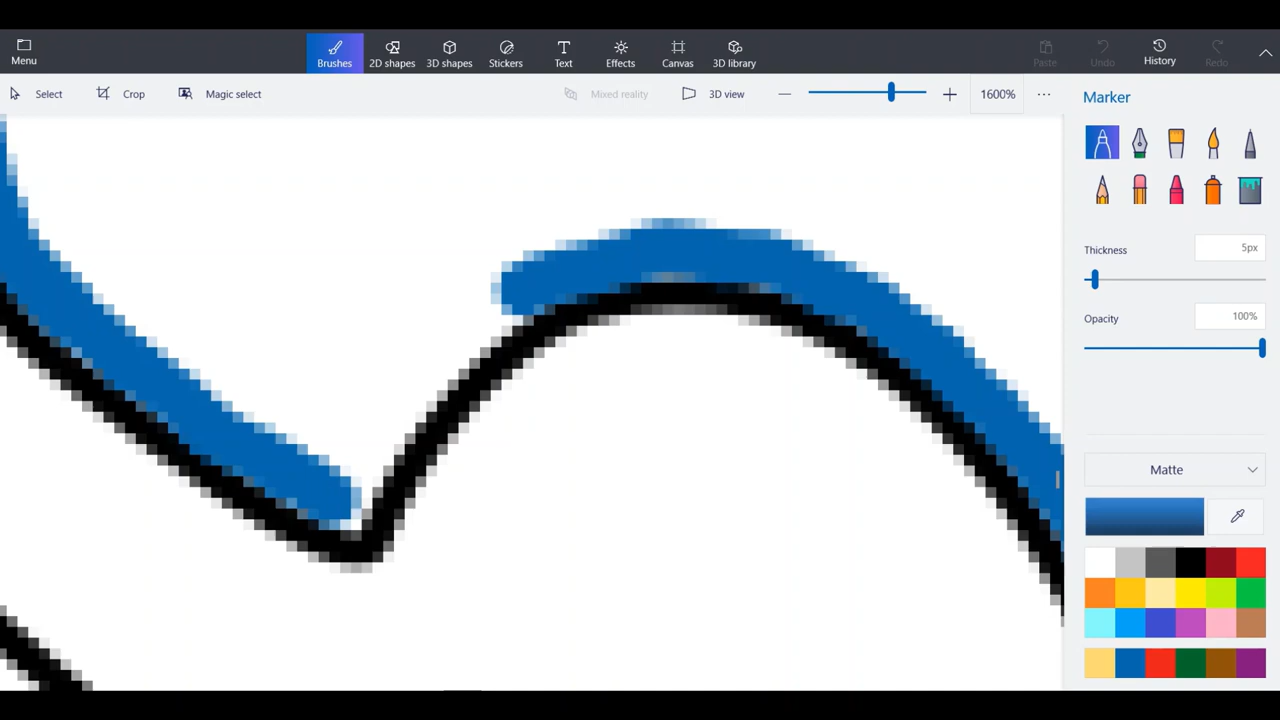 Menu
Brushes 2D shapes 3D shapes Stickers Text Effects Canvas 3D library Paste Undo History Redo
Select Crop Magic select Mixed reality 3D view 1600%
Marker
Thickness 5px
Opacity 100%
Matte